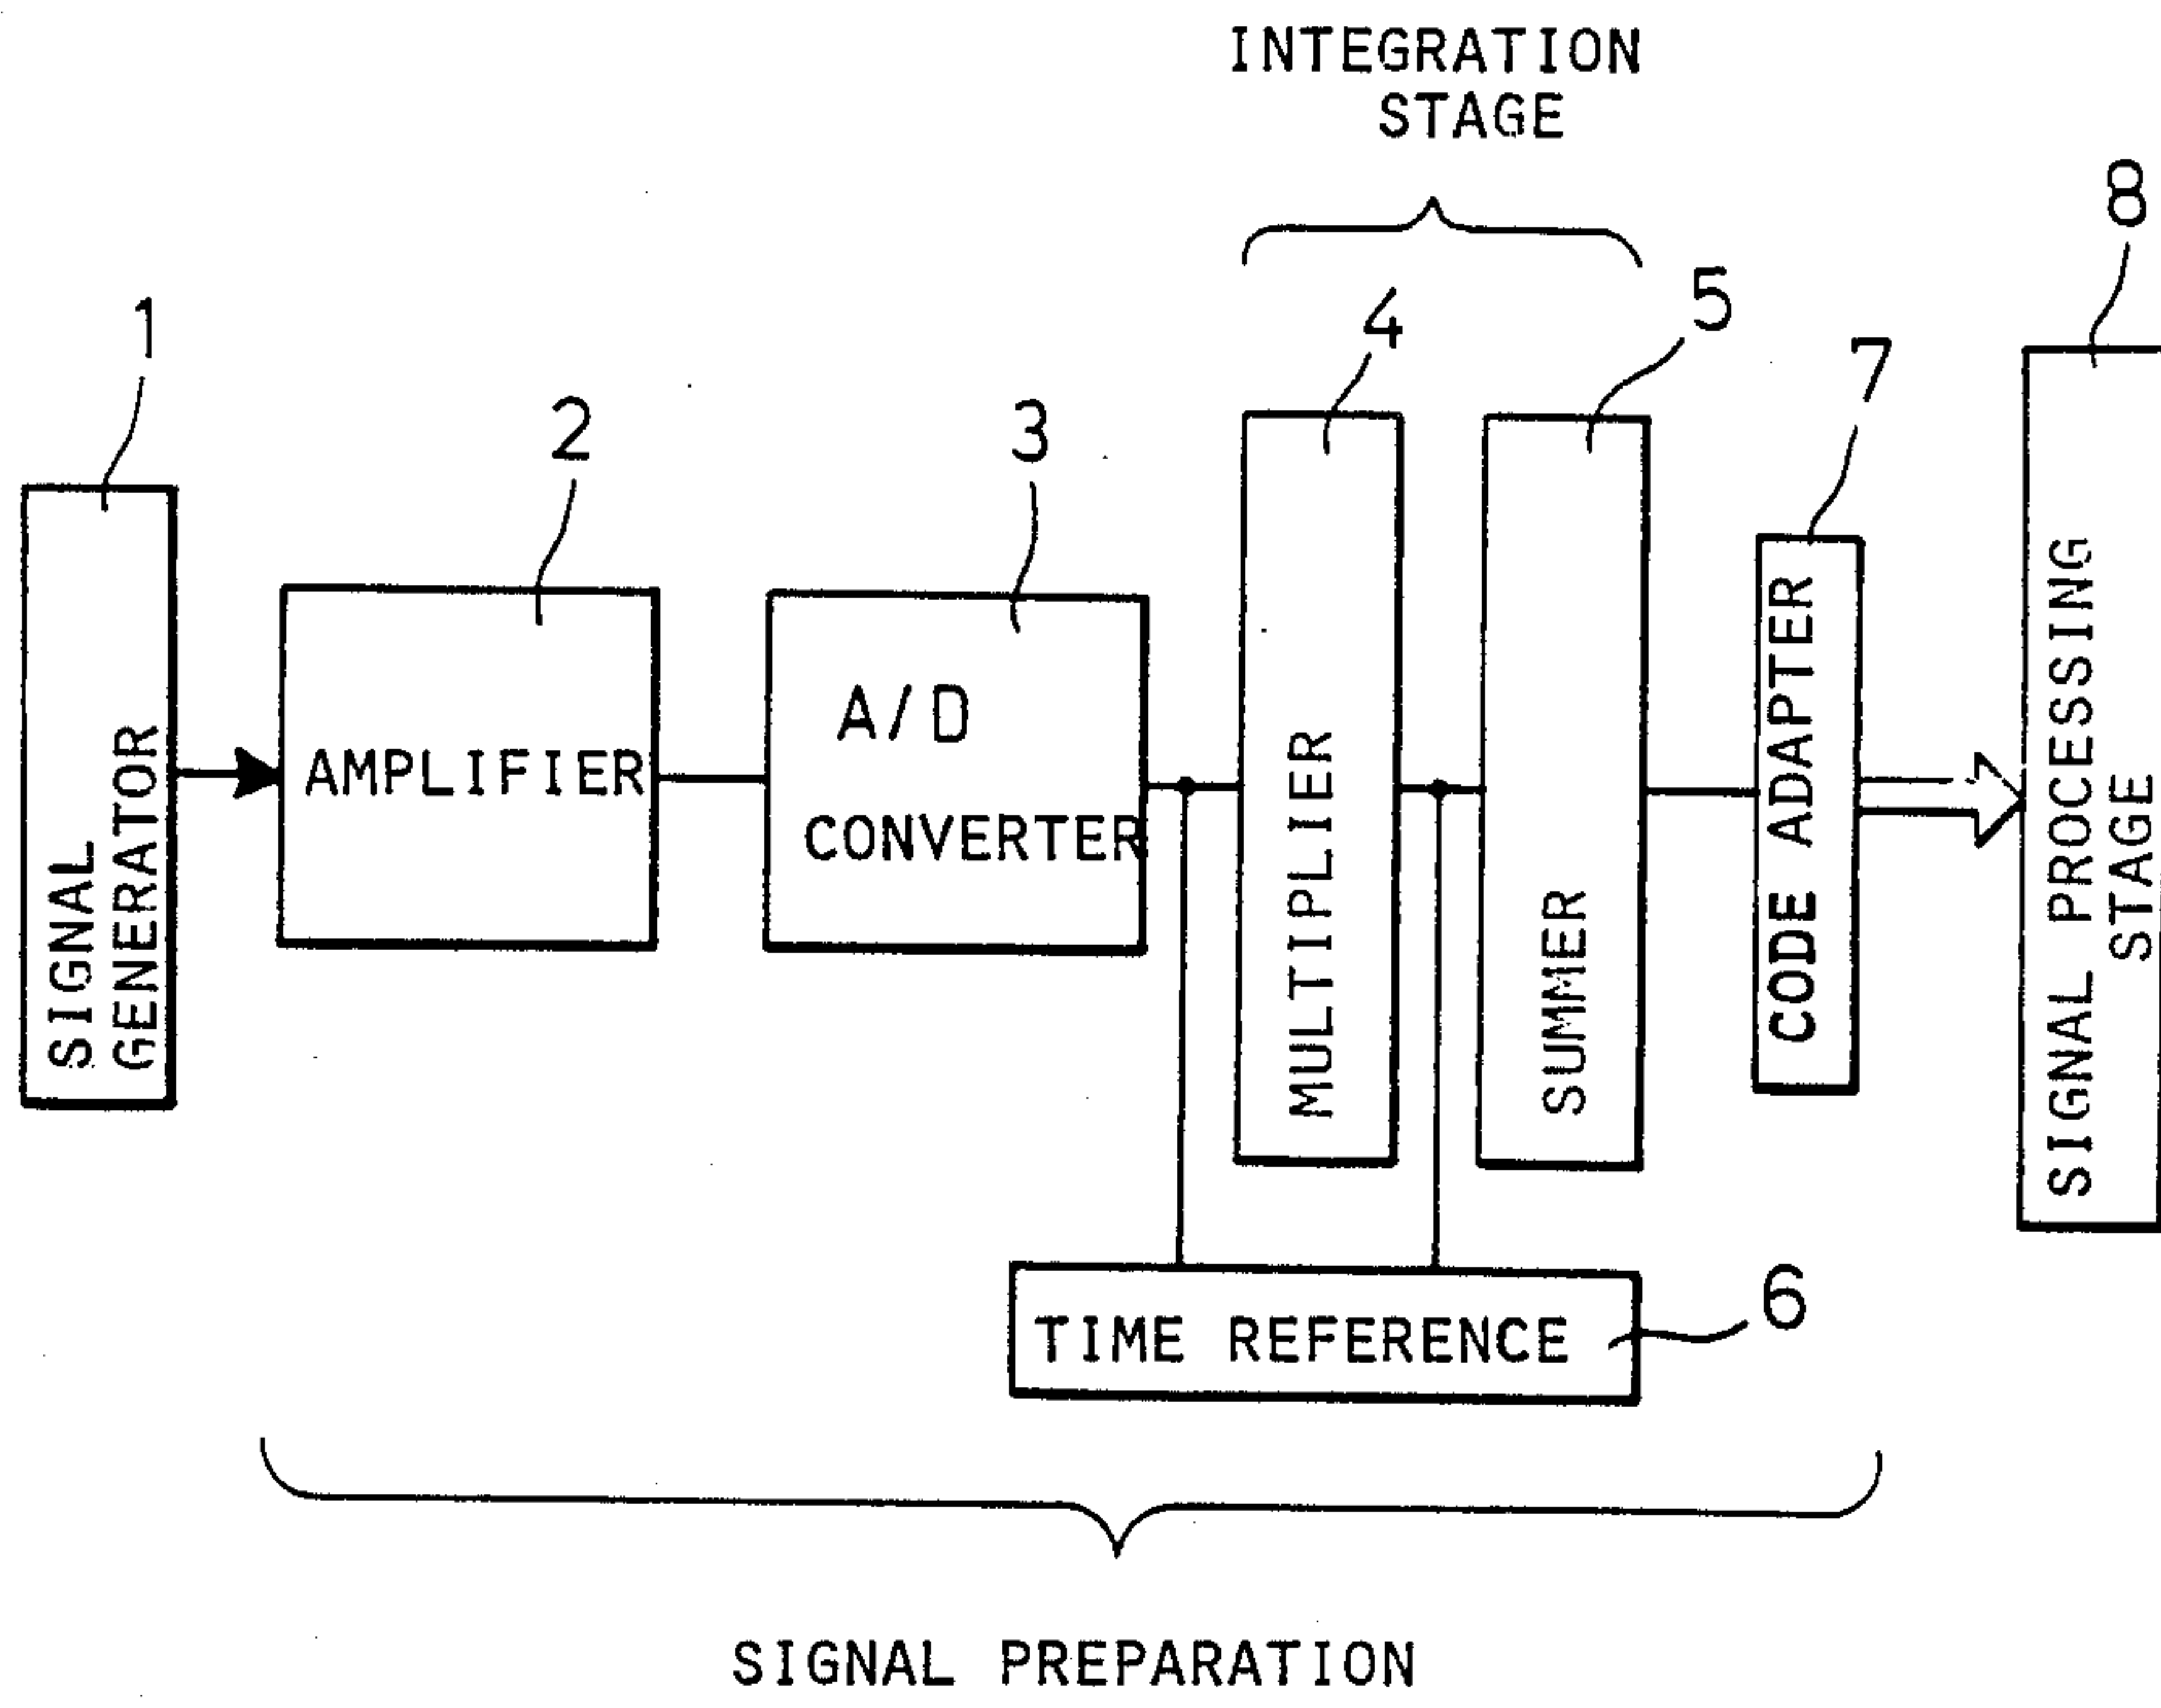 INTEGRATION
STAGE
8
1
4
5
2
3
7
SIGNAL
GENERATOR
AMPLIFIER
A/D
CONVERTER
MULTIPLIER
SUMMER
CODE ADAPTER
SIGNAL PROCESSING
STAGE
TIME REFERENCE
6
SIGNAL PREPARATION